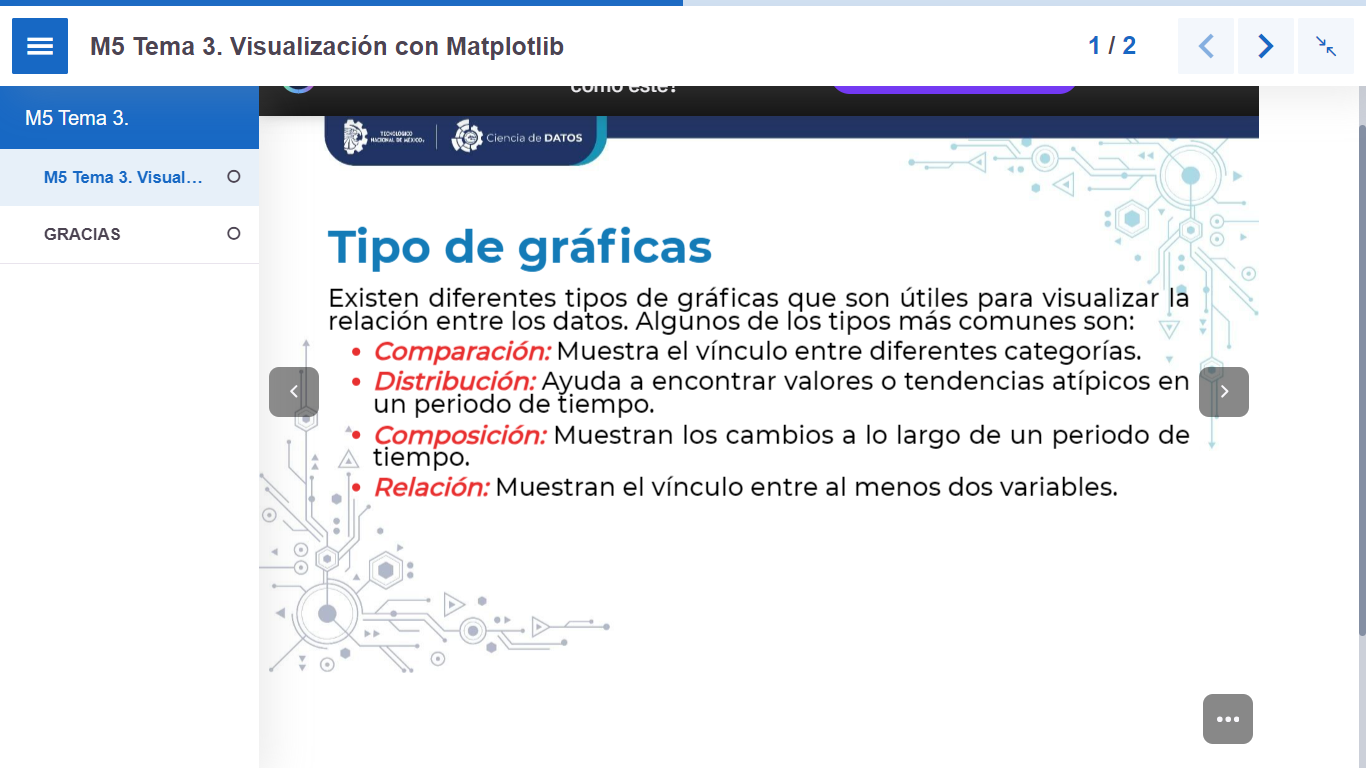 M5 Tema 3. Visualización con Matplotlib
1 / 2
M5 Tema 3.
M5 Tema 3. Visual...
GRACIAS
como este?
TECNOLÓGICO
NACIONAL DE MÉXICO
Ciencia de DATOS
Tipo de gráficas
Existen diferentes tipos de gráficas que son útiles para visualizar la
relación entre los datos. Algunos de los tipos más comunes son:
• Comparación: Muestra el vínculo entre diferentes categorías.
• Distribución: Ayuda a encontrar valores o tendencias atípicos en
un periodo de tiempo.
• Composición: Muestran los cambios a lo largo de un periodo de
tiempo.
• Relación: Muestran el vínculo entre al menos dos variables.